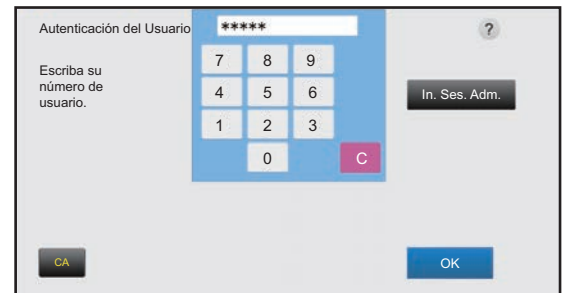 Autenticación del Usuario
*****
?
Escriba su
número de
usuario.
7 8 9
4 5 6
1 2 3
0 C
In. Ses. Adm.
CA
OK